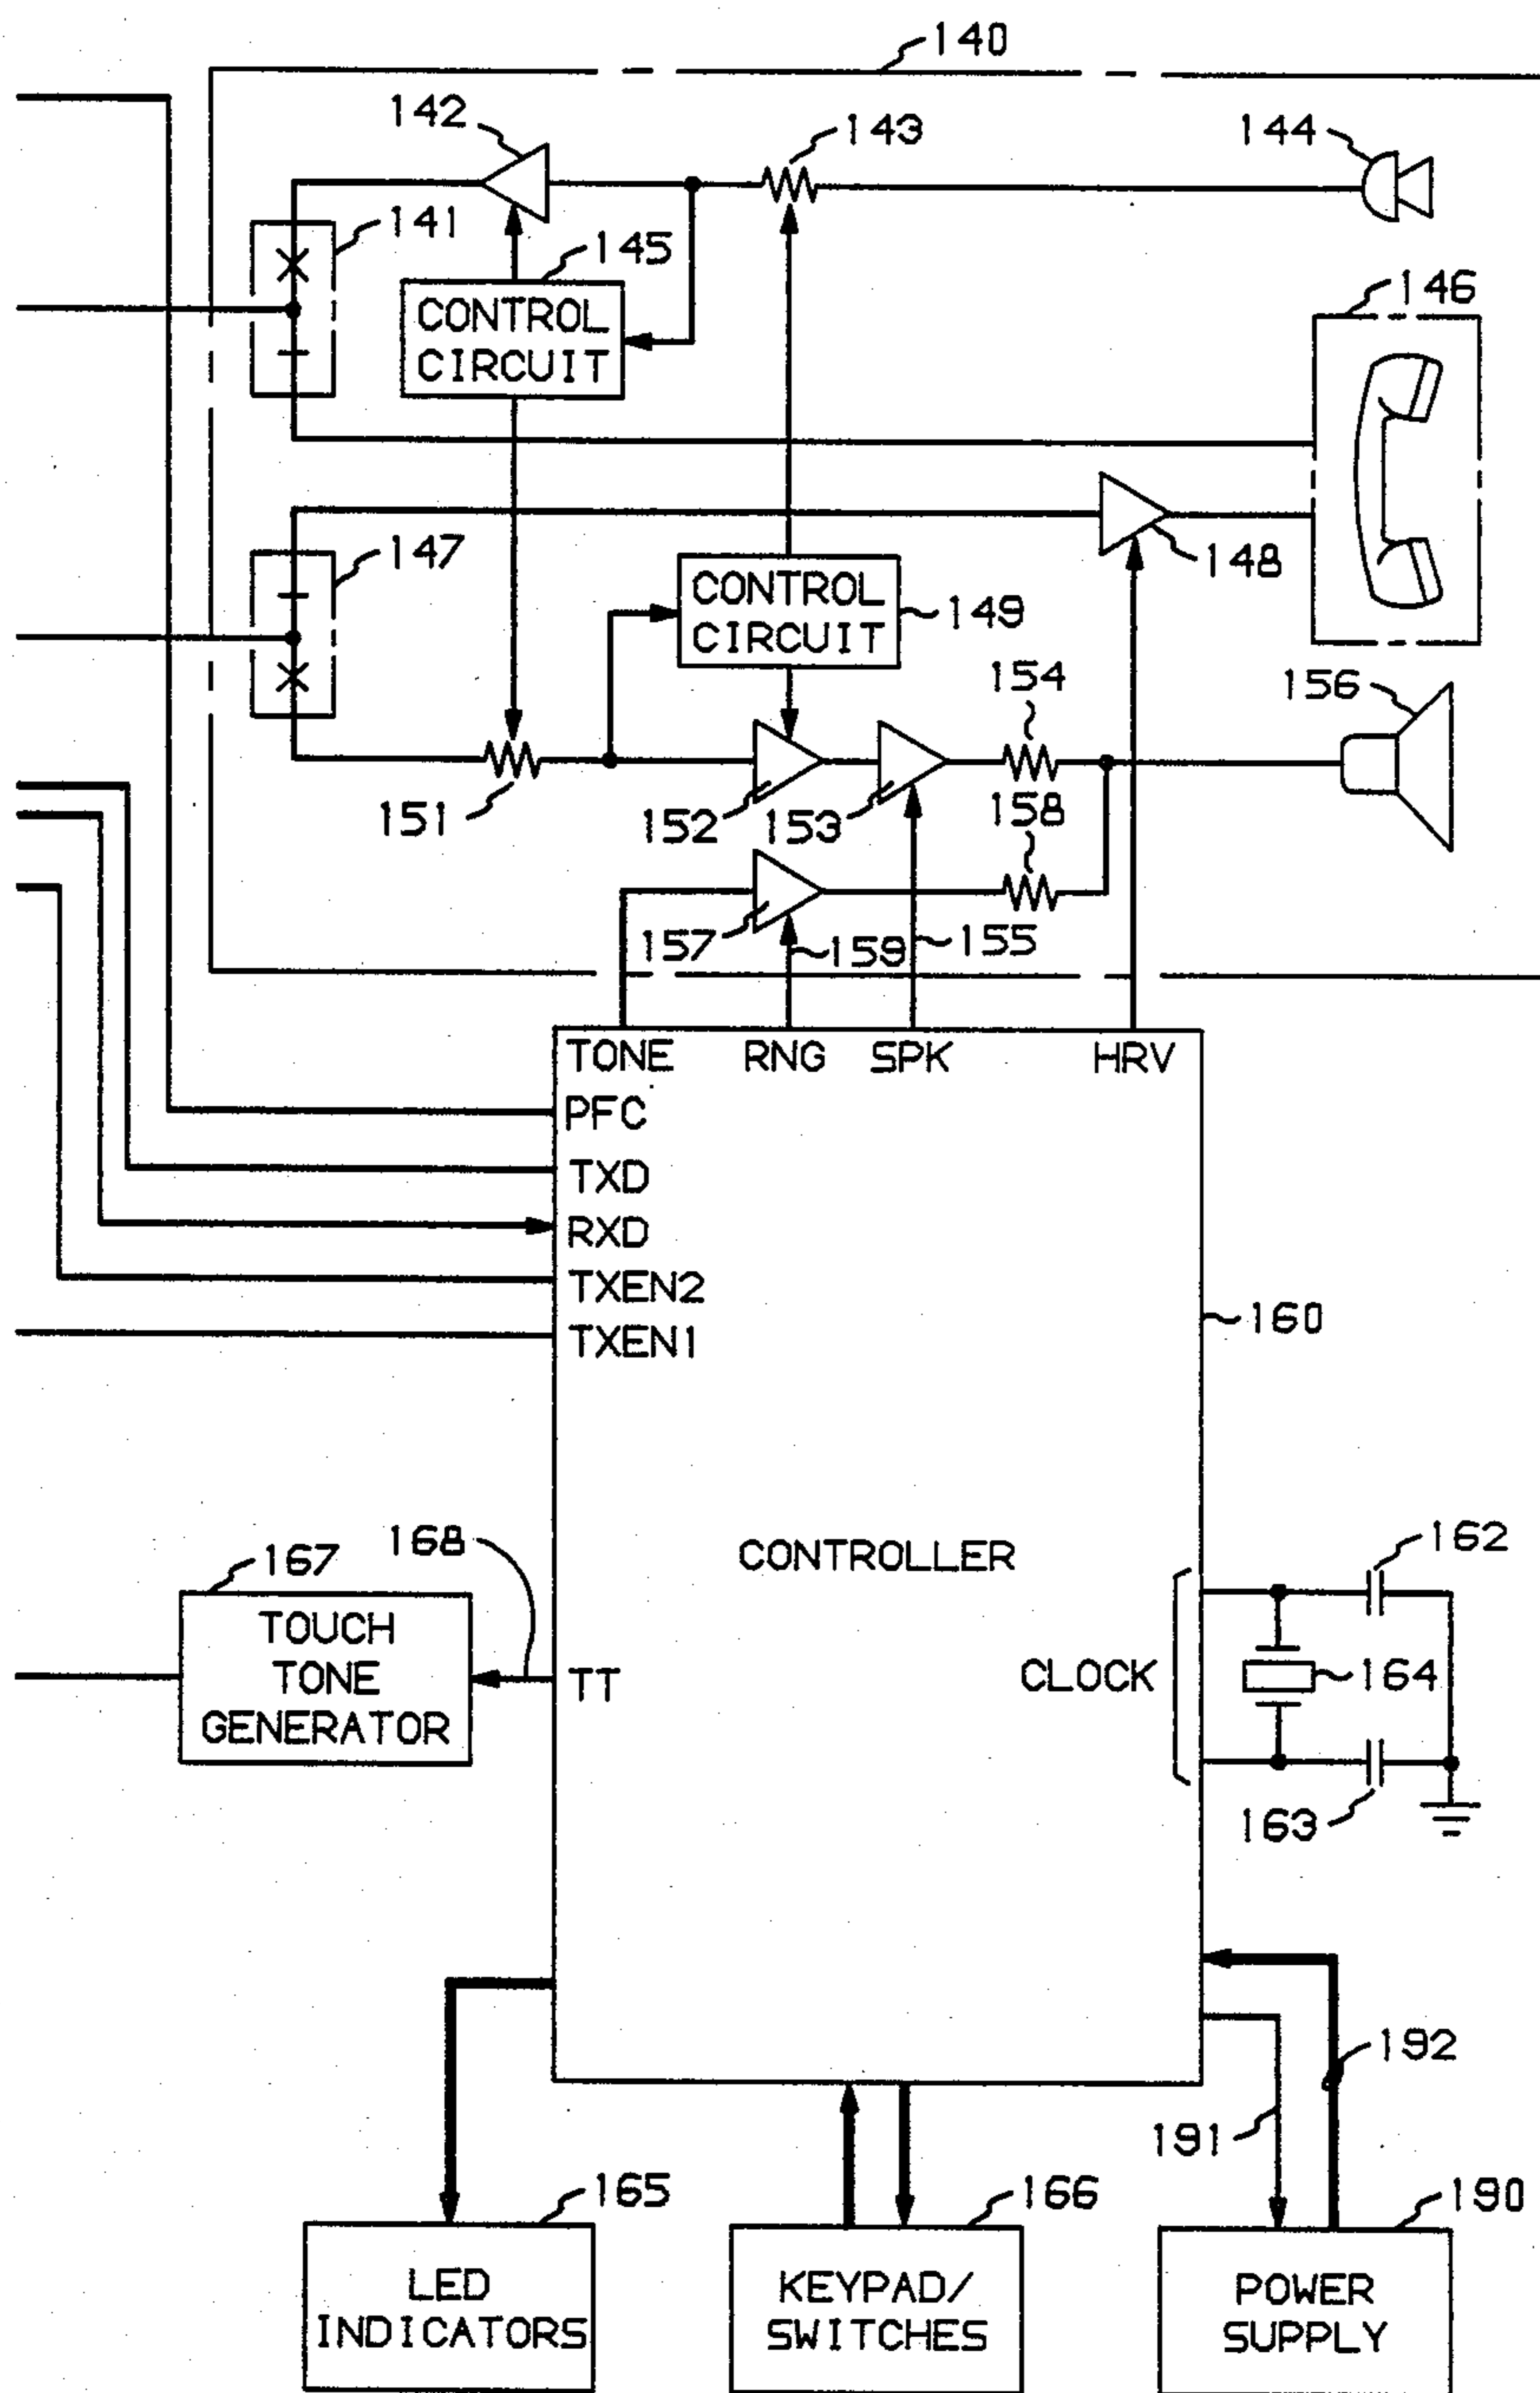 140
142
143
144
141
145
CONTROL
CIRCUIT
146
147
148
CONTROL
CIRCUIT
149
154
156
151
152
153
158
157
159
155
TONE
RNG
SPK
HRV
PFC
TXD
RXD
TXEN2
TXEN1
160
168
167
CONTROLLER
162
TOUCH
TONE
GENERATOR
TT
CLOCK
164
163
192
191
165
166
190
LED
INDICATORS
KEYPAD/
SWITCHES
POWER
SUPPLY